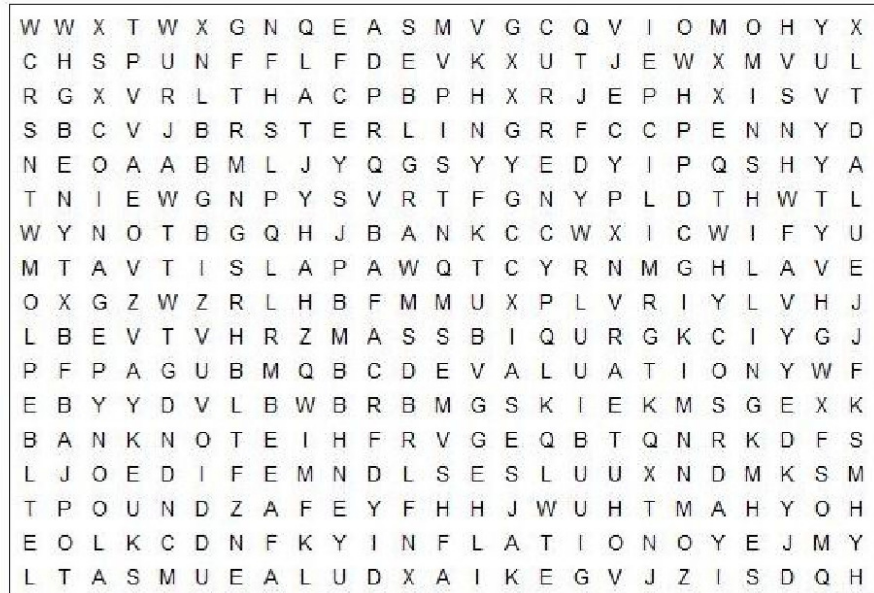 W W X T W X G N Q E A S M V G C Q V I O M O H Y X
C H S P U N F F L F D E V K X U T J E W X M V U L
R G X V R L T H A C P B P H X R J E P H X I S V T
S B C V J B R S T E R L I N G R F C C P E N N Y D
N E O A A B M L J Y Q G S Y Y E D Y I P Q S H Y A
T N I E W G N P Y S V R T F G N Y P L D T H W T L
W Y N O T B G Q H J B A N K C C W X I C W I F Y U
M T A V T I S L A P A W Q T C Y R N M G H L A V E
O X G Z W Z R L H B F M M U X P L V R I Y L V H J
L B E V T V H R Z M A S S B I Q U R G K C I Y G J
P F P A G U B M Q B C D E V A L U A T I O N Y W F
E B Y Y D V L B W B R B M G S K I E K M S G E X K
B A N K N O T E I H F R V G E Q B T Q N R K D F S
L J O E D I F E M N D L S E S L U U X N D M K S M
T P O U N D Z A F E Y F H H J W U H T M A H Y O H
E O L K C D N F K Y I N F L A T I O N O Y E J M Y
L T A S M U E A L U D X A I K E G V J Z I S D Q H